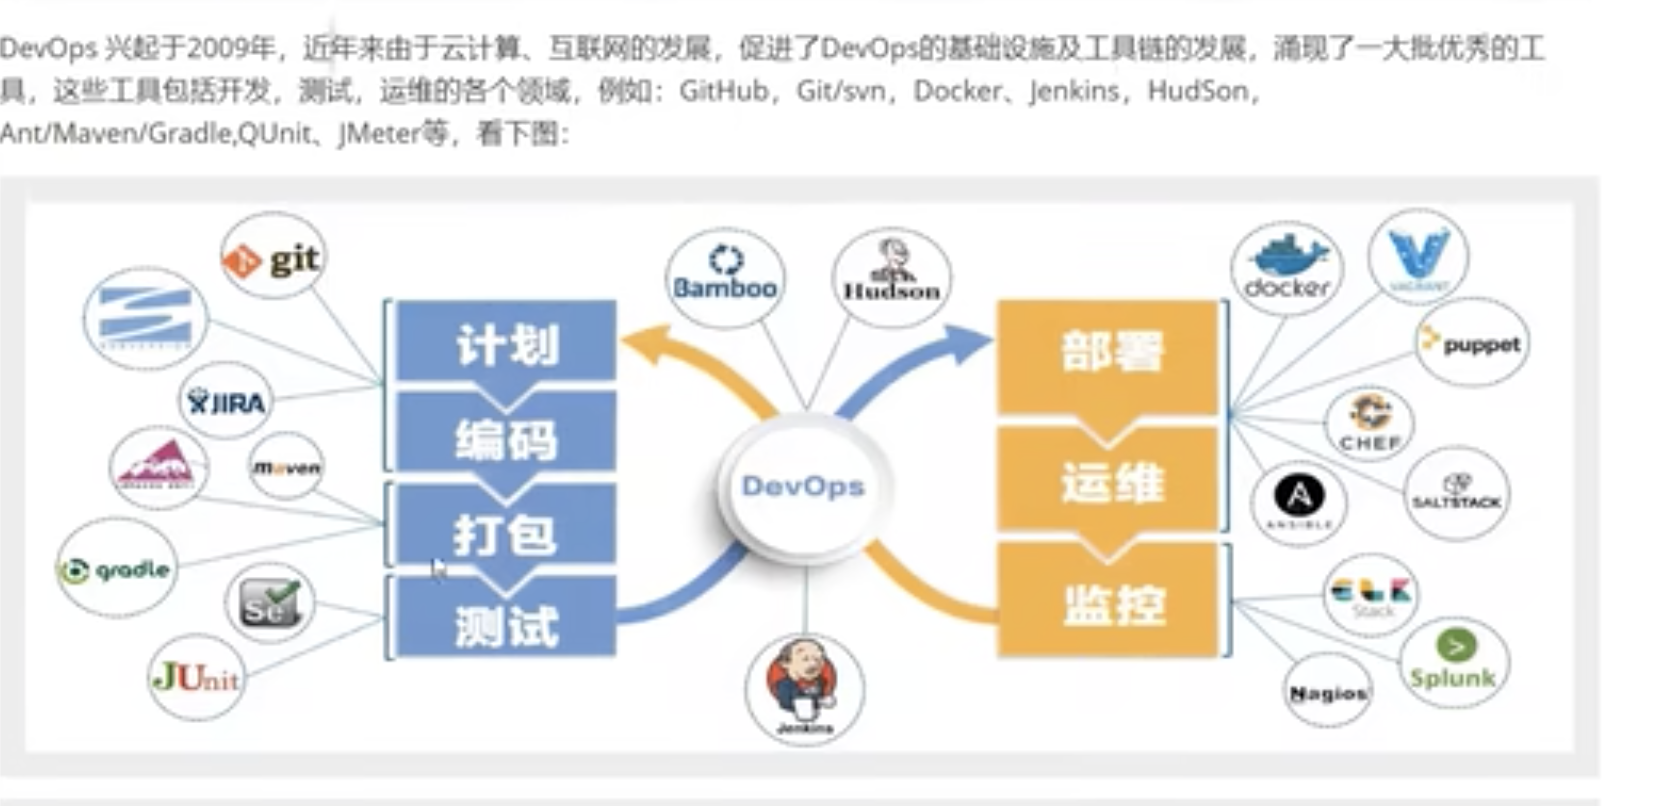 DevOps 兴起于2009年，近年来由于云计算、互联网的发展，促进了DevOps的基础设施及工具链的发展，涌现了一大批优秀的工
具，这些工具包括开发，测试，运维的各个领域，例如：GitHub，Git/svn，Docker、Jenkins，HudSon，
Ant/Maven/Gradle,QUnit、JMeter等，看下图：
git
Bamboo
Hudson
docker
VAGRANT
计划
部署
puppet
JIRA
编码
CHEF
maven
运维
DevOps
SALTSTACK
ANSIBLE
打包
gradle
Se
测试
监控
ELK
Stack
JUnit
Splunk
Nagios
Jenkins